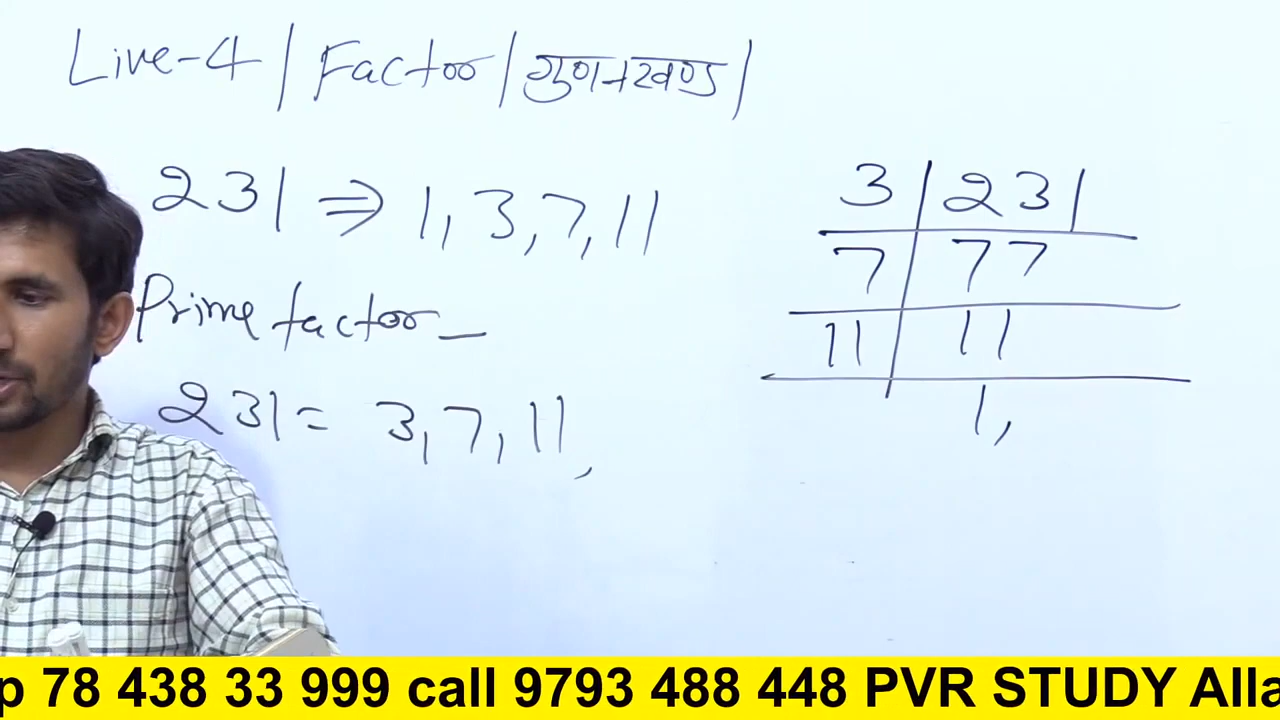 Live-4 / Factor / गुणनखण्ड /
231 ⇒ 1, 3, 7, 11
Prime factor -
231 = 3, 7, 11,
3 | 231
7 | 77
11 | 11
1,
p 78 438 33 999 call 9793 488 448 PVR STUDY Alla